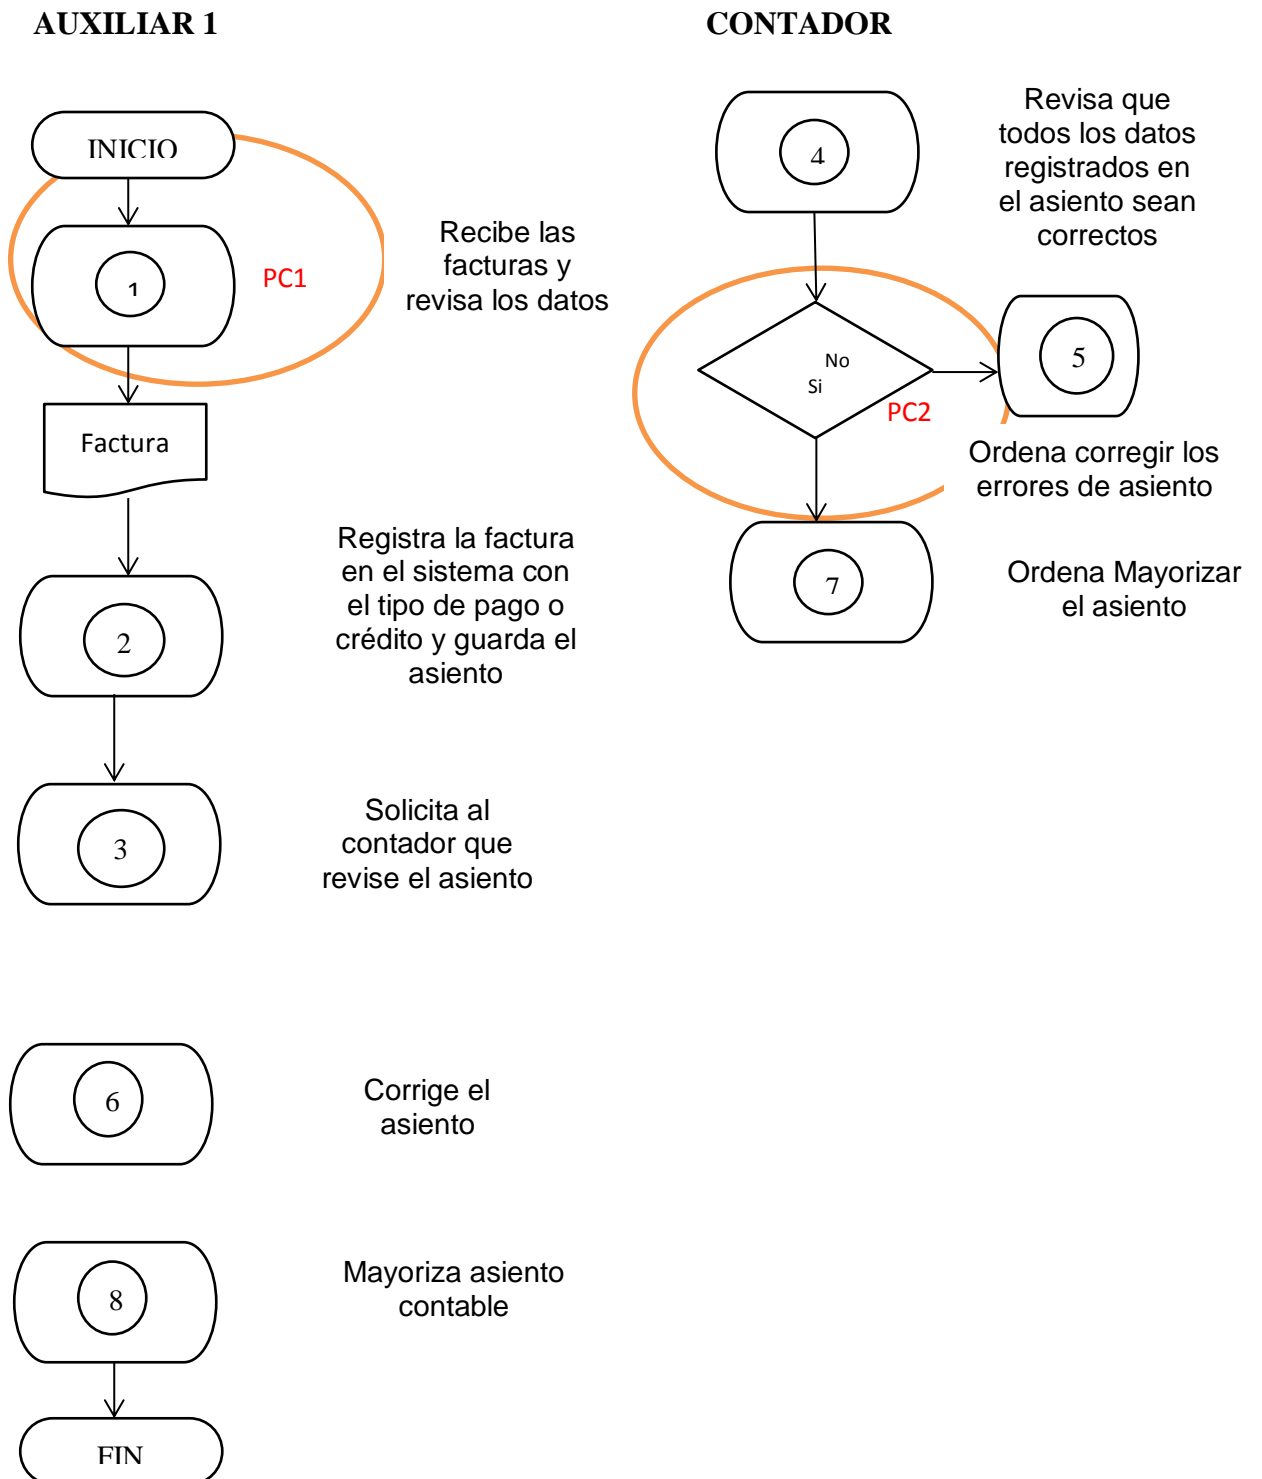 AUXILIAR 1
CONTADOR
INICIO
1
PC1
Recibe las
facturas y
revisa los datos
Factura
2
Registra la factura
en el sistema con
el tipo de pago o
crédito y guarda el
asiento
3
Solicita al
contador que
revise el asiento
6
Corrige el
asiento
8
Mayoriza asiento
contable
FIN
4
Revisa que
todos los datos
registrados en
el asiento sean
correctos
No
Si
PC2
5
Ordena corregir los
errores de asiento
7
Ordena Mayorizar
el asiento